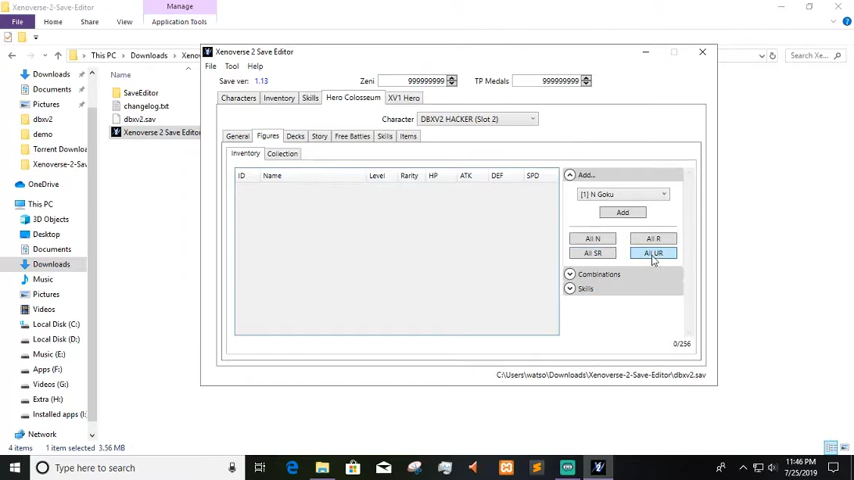 Xenoverse-2-Save-Editor
Manage
File
Home
Share
View
Application Tools
This PC
Downloads
Search Xe...
Downloads
Documents
Pictures
dbxv2
demo
Torrent Downloa
Xenoverse-2-Sav
OneDrive
This PC
3D Objects
Desktop
Documents
Downloads
Music
Pictures
Videos
Local Disk (C:)
Local Disk (D:)
Music (E:)
Apps (F:)
Videos (G:)
Extra (H:)
Installed apps (I:
Network
Name
SaveEditor
changelog.txt
dbxv2.sav
Xenoverse 2 Save Editor
Xenoverse 2 Save Editor
File Tool Help
Save ver: 1.13 Zeni 999999999 TP Medals 999999999
Characters Inventory Skills Hero Colosseum XV1 Hero
Character DBXV2 HACKER (Slot 2)
General Figures Decks Story Free Battles Skills Items
Inventory Collection
ID Name Level Rarity HP ATK DEF SPD
Add...
[1] N Goku
Add
All N All R
All SR All UR
Combinations
Skills
0/256
C:\Users\watso\Downloads\Xenoverse-2-Save-Editor\dbxv2.sav
4 items 1 item selected 3.56 MB
Type here to search
11:46 PM
7/25/2019